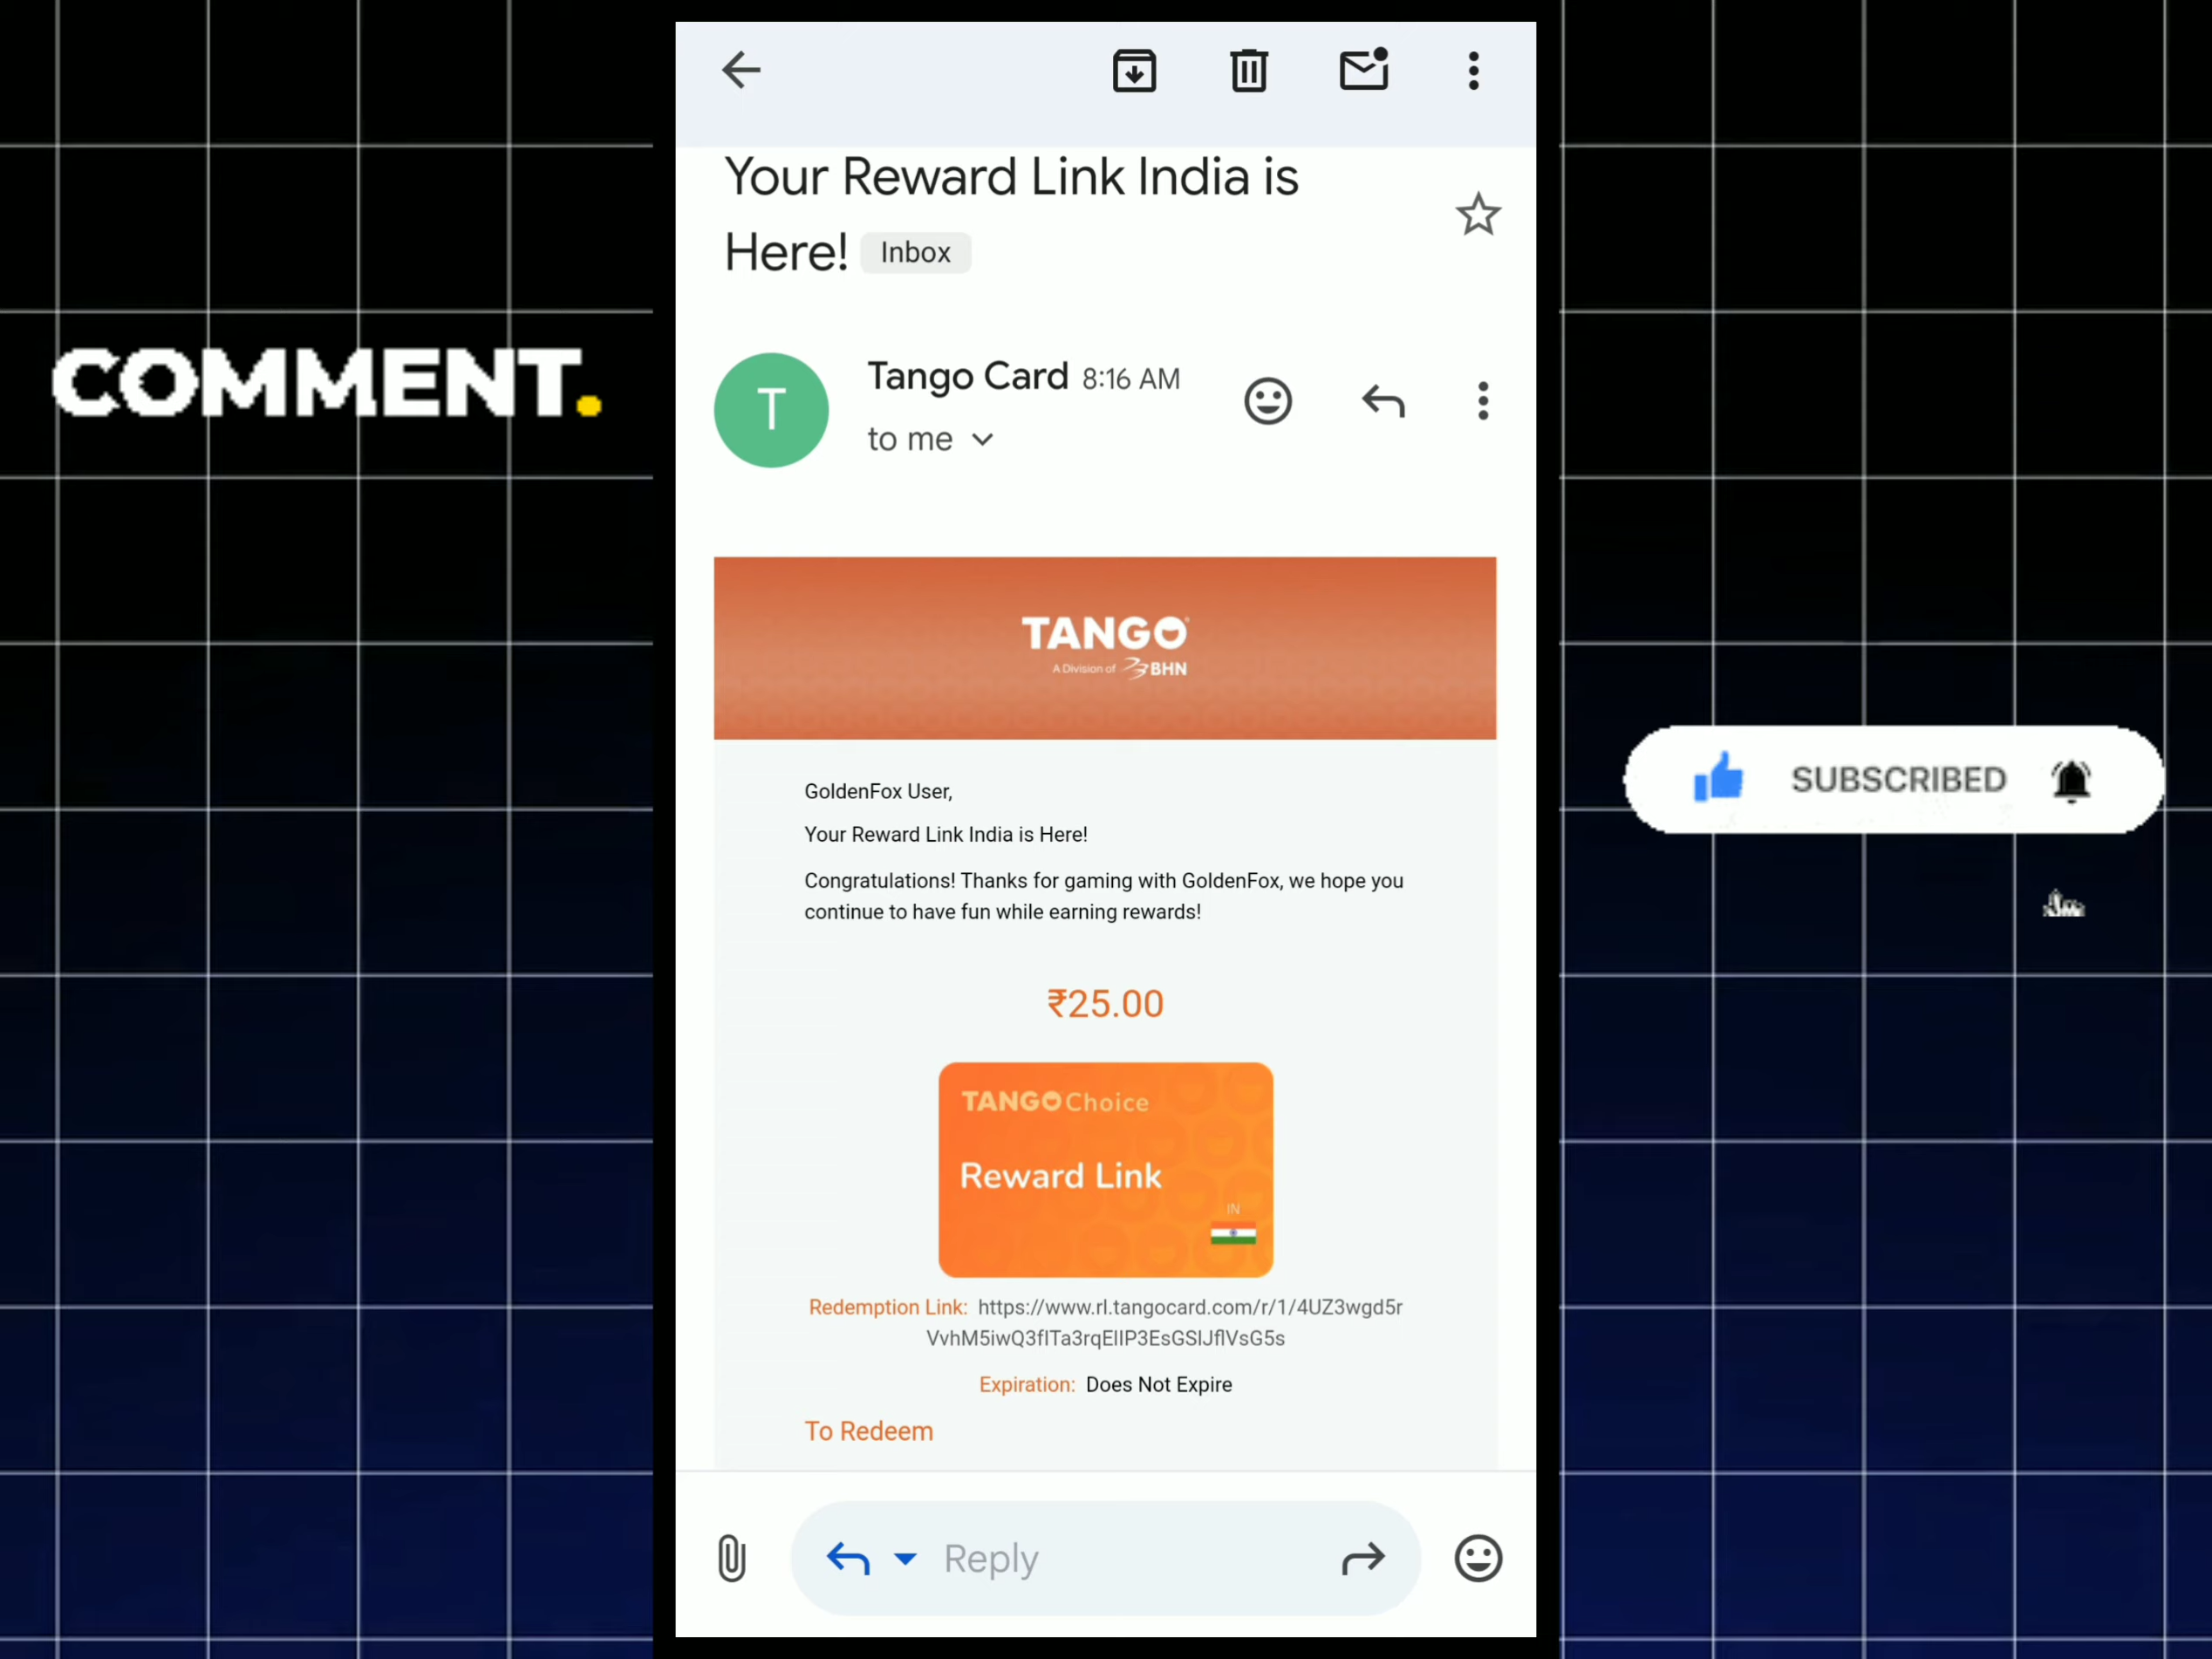 Your Reward Link India is
Here! Inbox
COMMENT.
T
Tango Card 8:16 AM
to me
TANGO
A Division of BHN
GoldenFox User,
Your Reward Link India is Here!
SUBSCRIBED
Congratulations! Thanks for gaming with GoldenFox, we hope you
continue to have fun while earning rewards!
₹25.00
TANGO Choice
Reward Link
IN
Redemption Link: https://www.rl.tangocard.com/r/1/4UZ3wgd5r
Expiration: Does Not Expire
To Redeem
Reply